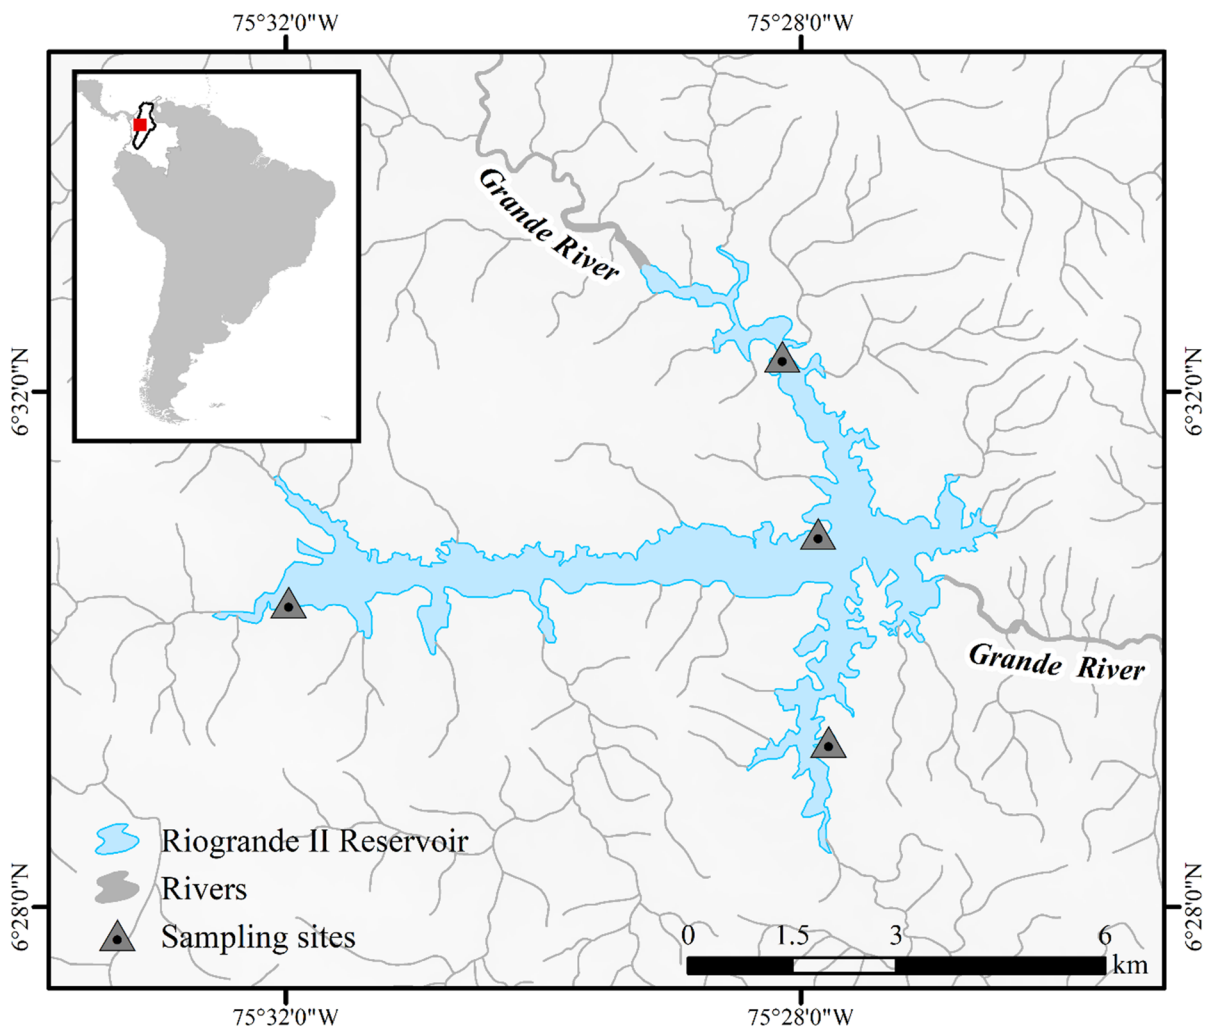 75°32'0"W
75°28'0"W
Grande River
6°32'0"N
6°32'0"N
Grande River
Riogrande II Reservoir
Rivers
Sampling sites
6°28'0"N
6°28'0"N
0 1.5 3 6
km
75°32'0"W
75°28'0"W